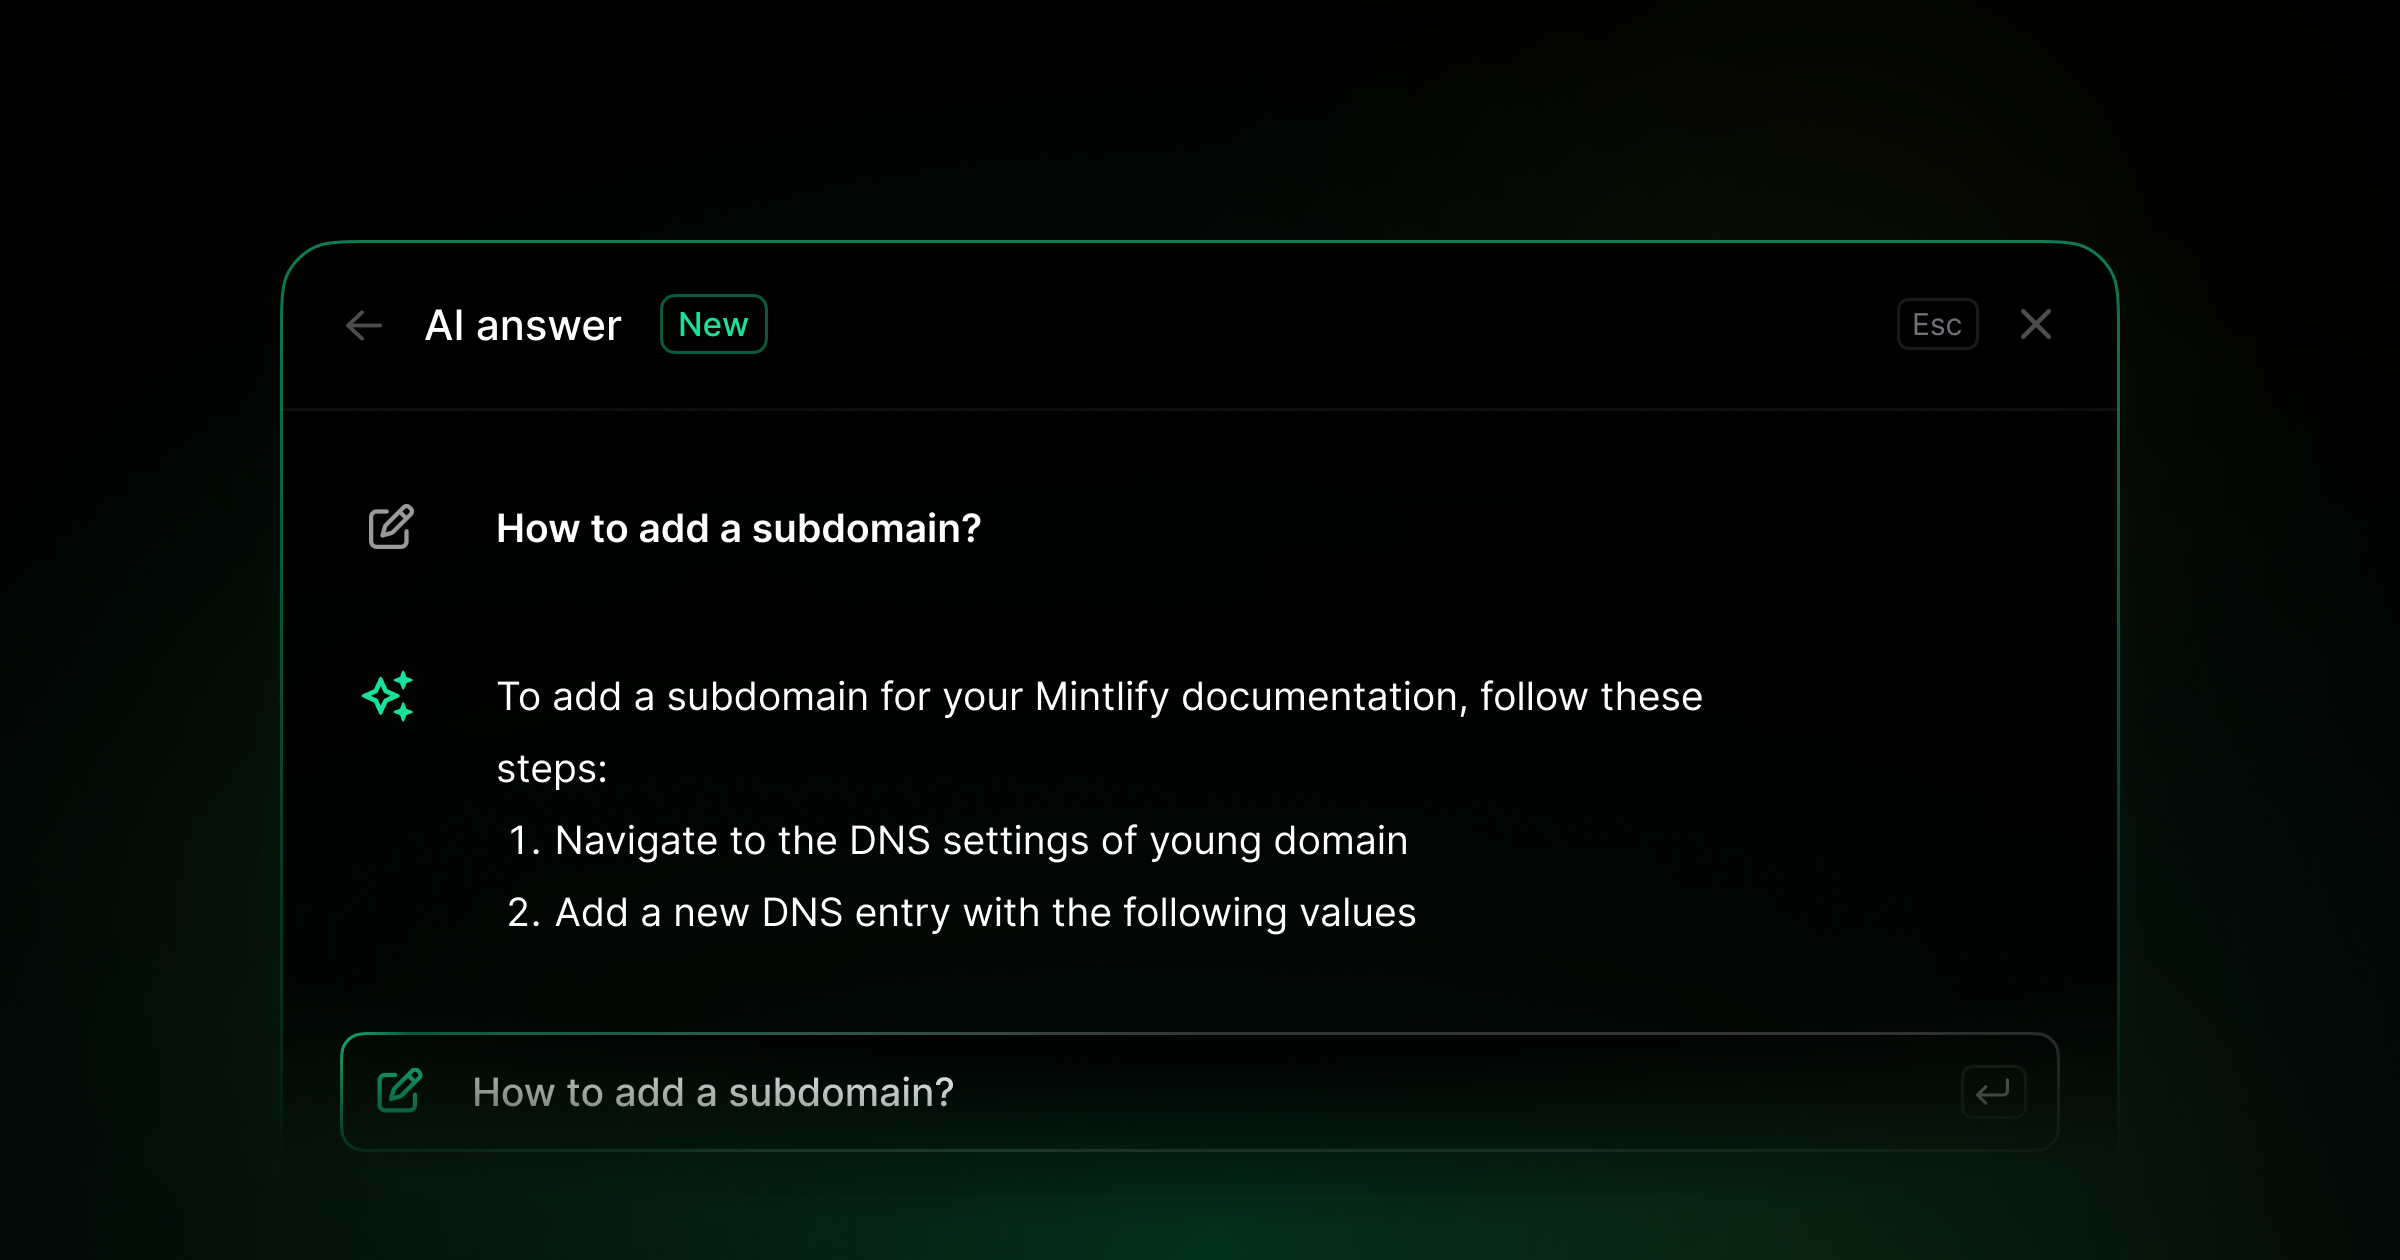 AI answer New Esc
How to add a subdomain?
To add a subdomain for your Mintlify documentation, follow these
steps:
1. Navigate to the DNS settings of young domain
2. Add a new DNS entry with the following values
How to add a subdomain?